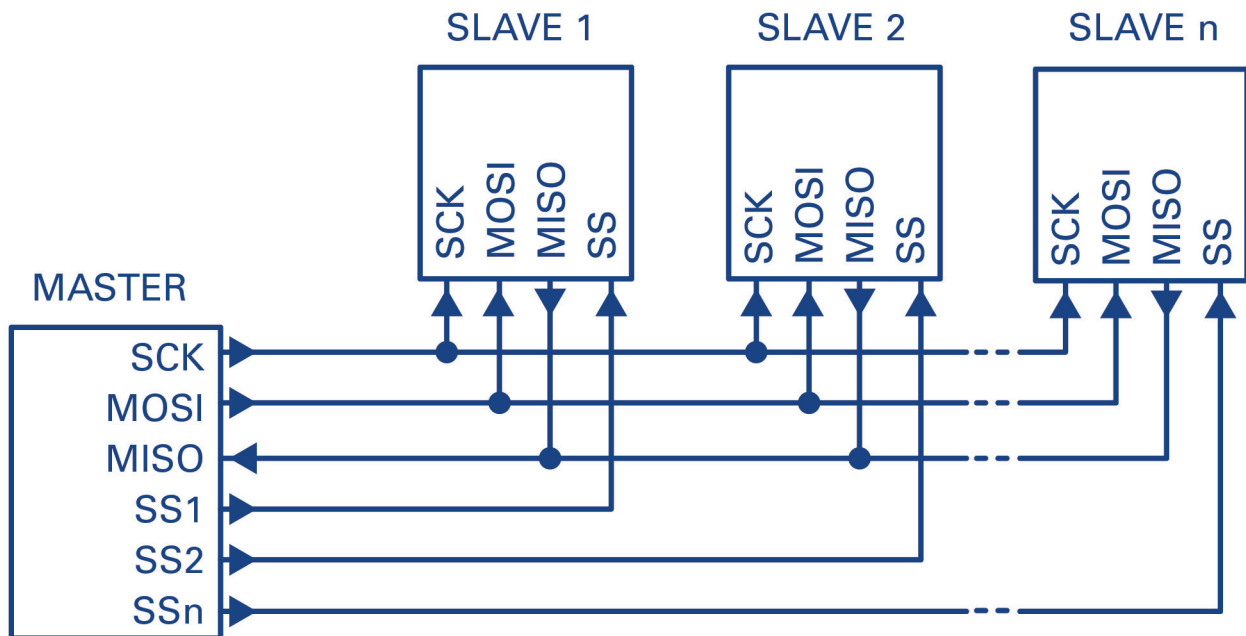 SLAVE 1
SLAVE 2
SLAVE n
SCK
MOSI
MISO
SS
SCK
MOSI
MISO
SS
SCK
MOSI
MISO
SS
MASTER
SCK
MOSI
MISO
SS1
SS2
SSn